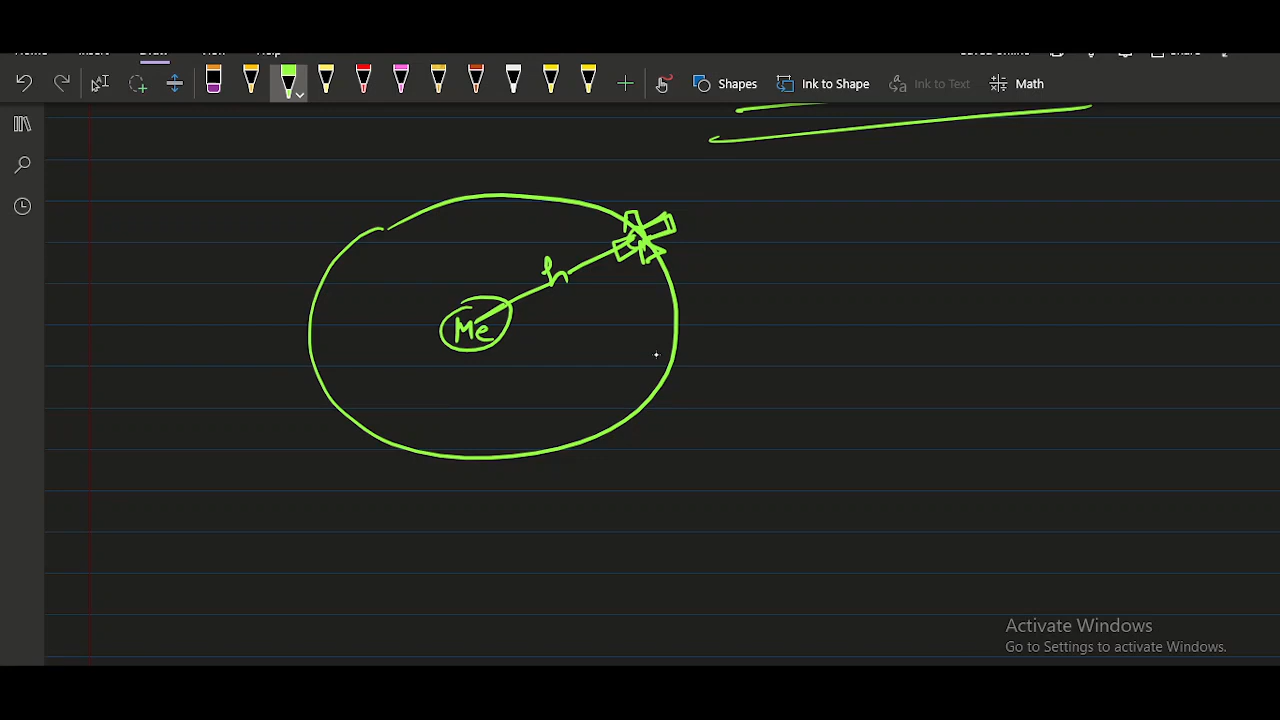 Shapes
Ink to Shape
Ink to Text
Math
h
Me
Activate Windows
Go to Settings to activate Windows.